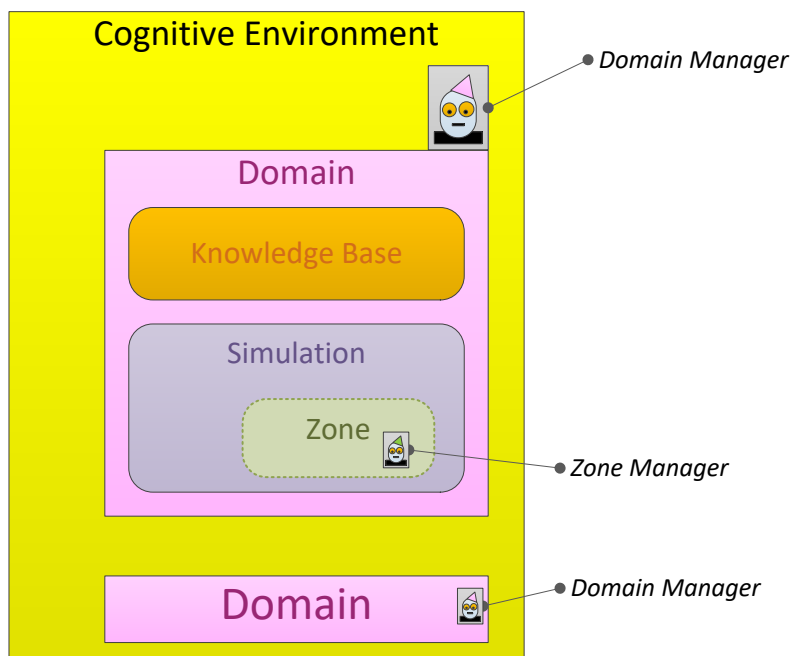 Cognitive Environment
Domain Manager
Domain
Knowledge Base
Simulation
Zone
Zone Manager
Domain Manager
Domain